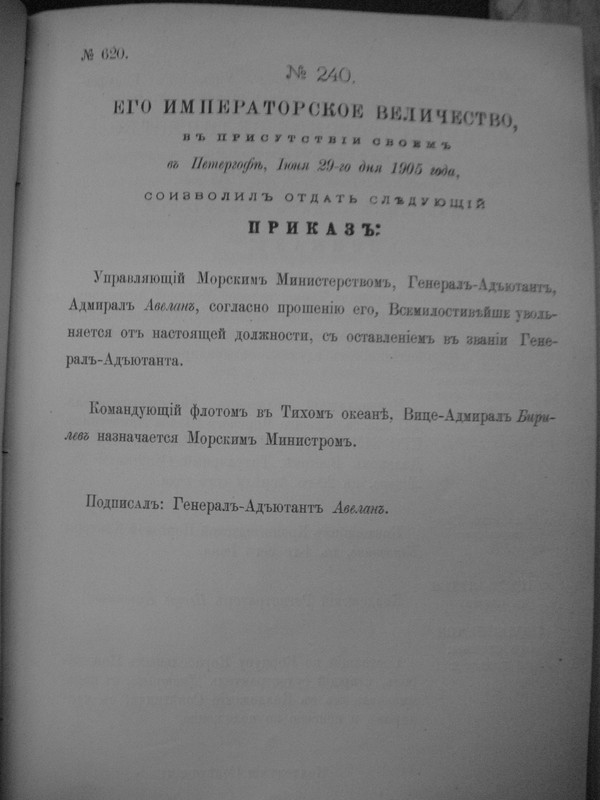 № 620.
№ 240.
ЕГО ИМПЕРАТОРСКОЕ ВЕЛИЧЕСТВО,
ВЪ ПРИСУТСТВІИ СВОЕМЪ
въ Петергофѣ, Іюня 29-го дня 1905 года,
СОИЗВОЛИЛЪ ОТДАТЬ СЛѢДУЮЩІЙ
ПРИКАЗЪ:
Управляющій Морскимъ Министерствомъ, Генералъ-Адъютантъ,
Адмиралъ Авеланъ, согласно прошенію его, Всемилостивѣйше уволь-
няется отъ настоящей должности, съ оставленіемъ въ званіи Гене-
ралъ-Адъютанта.
Командующій флотомъ въ Тихомъ океанѣ, Вице-Адмиралъ Бири-
левъ назначается Морскимъ Министромъ.
Подписалъ: Генералъ-Адъютантъ Авеланъ.